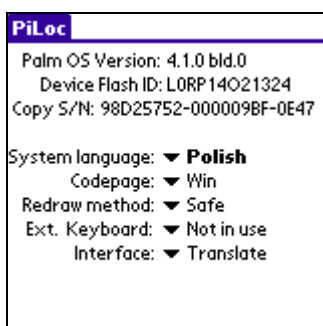 PiLoc
Palm OS Version: 4.1.0 bld.0
Device Flash ID: L0RP14O21324
Copy S/N: 98D25752-000009BF-0E47
System language: Polish
Codepage: Win
Redraw method: Safe
Ext. Keyboard: Not in use
Interface: Translate